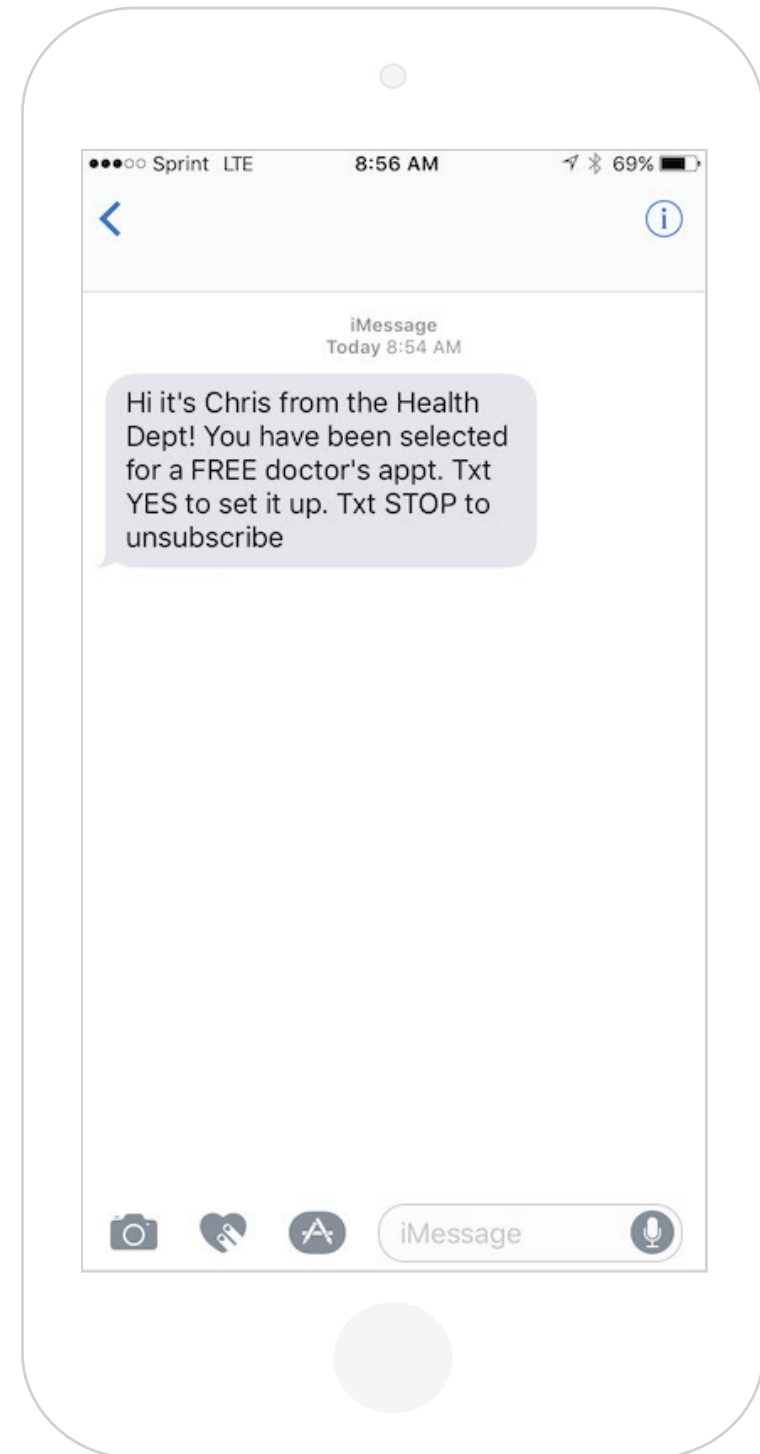 Sprint LTE 8:56 AM 69%
iMessage
Today 8:54 AM
Hi it's Chris from the Health
Dept! You have been selected
for a FREE doctor's appt. Txt
YES to set it up. Txt STOP to
unsubscribe
iMessage